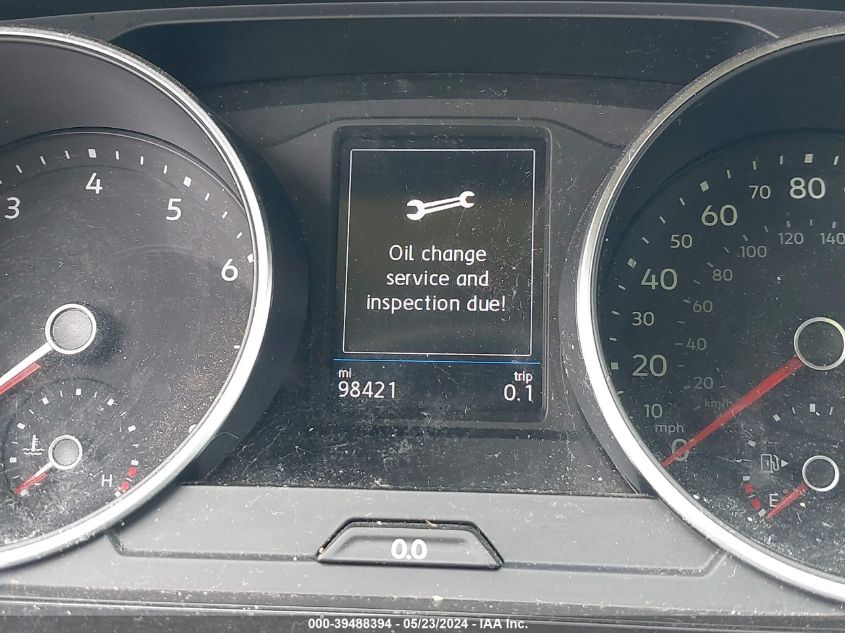 3
4
5
6
H
Oil change
service and
inspection due!
mi
98421
trip
0.1
0.0
80
70
60
50
40
30
20
10
0
mph
140
120
100
80
60
40
20
km/h
E
000-39488394 - 05/23/2024 - IAA Inc.